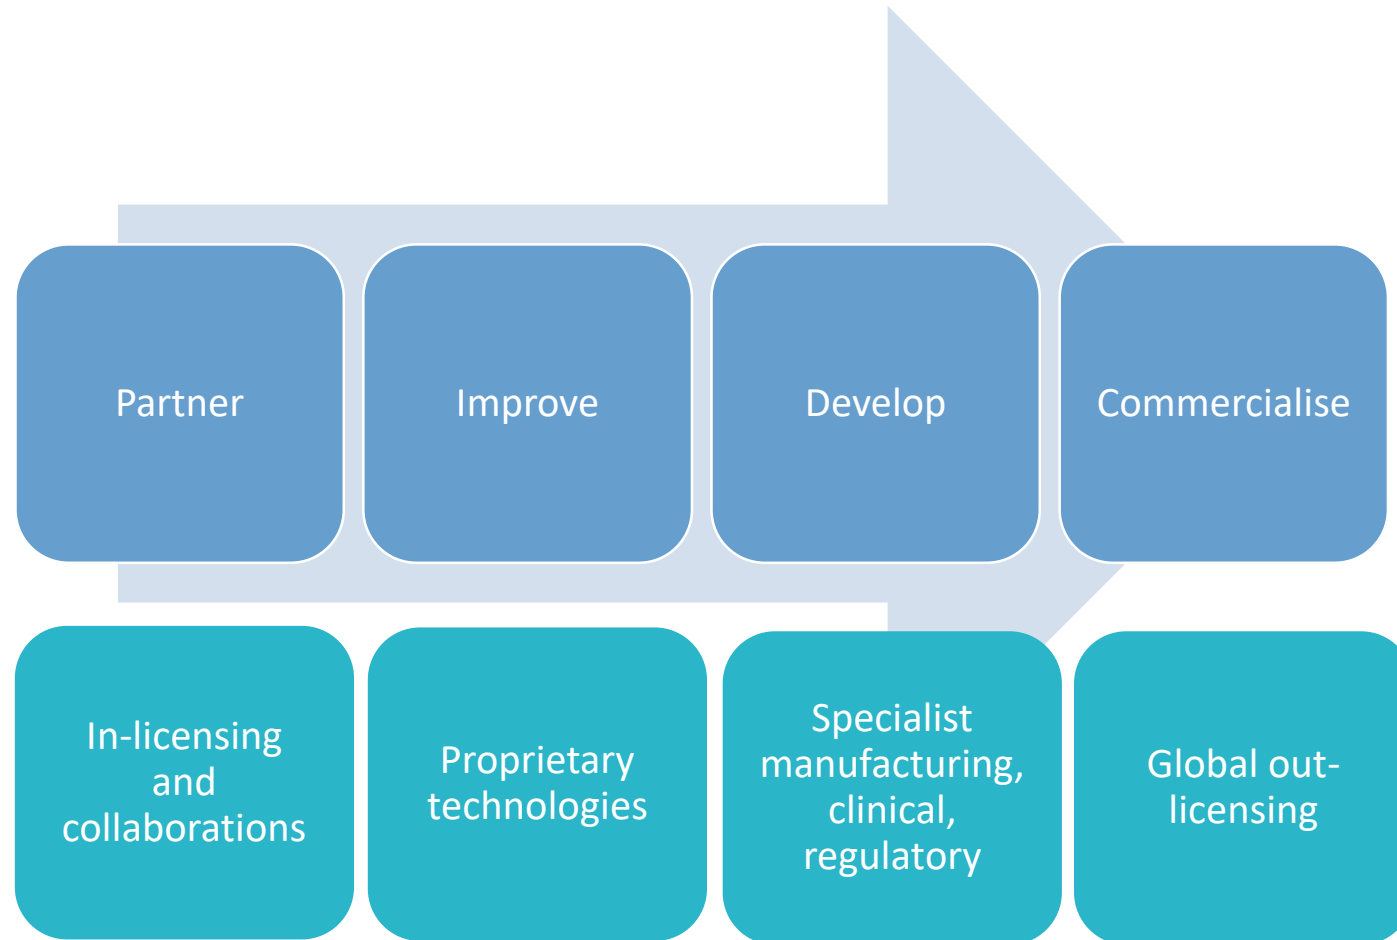 Partner
Improve
Develop
Commercialise
In-licensing
and
collaborations
Proprietary
technologies
Specialist
manufacturing,
clinical,
regulatory
Global out-
licensing